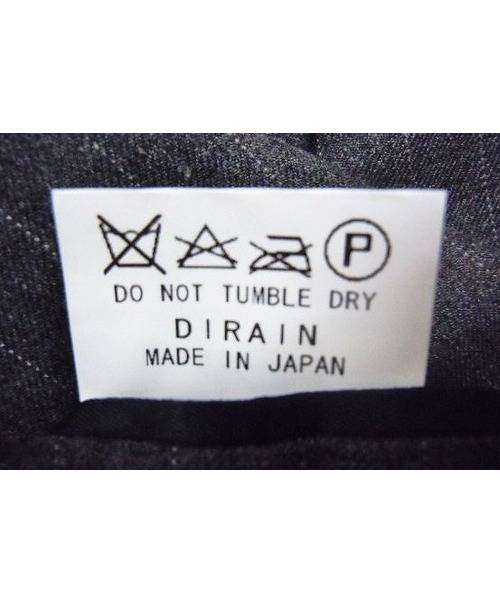 P
DO NOT TUMBLE DRY
DIRAIN
MADE IN JAPAN